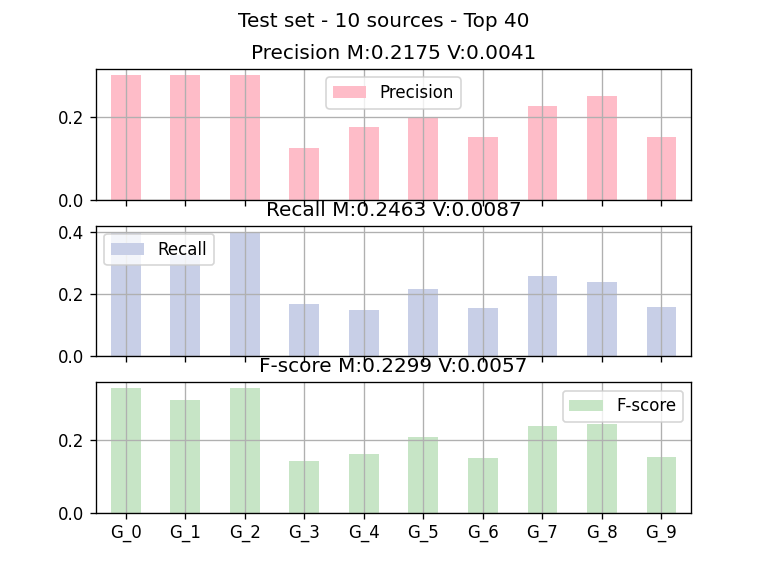 Test set - 10 sources - Top 40
Precision M:0.2175 V:0.0041
Precision
0.2
0.0
Recall M:0.2463 V:0.0087
0.4
Recall
0.2
0.0
F-score M:0.2299 V:0.0057
F-score
0.2
0.0
G_0 G_1 G_2 G_3 G_4 G_5 G_6 G_7 G_8 G_9